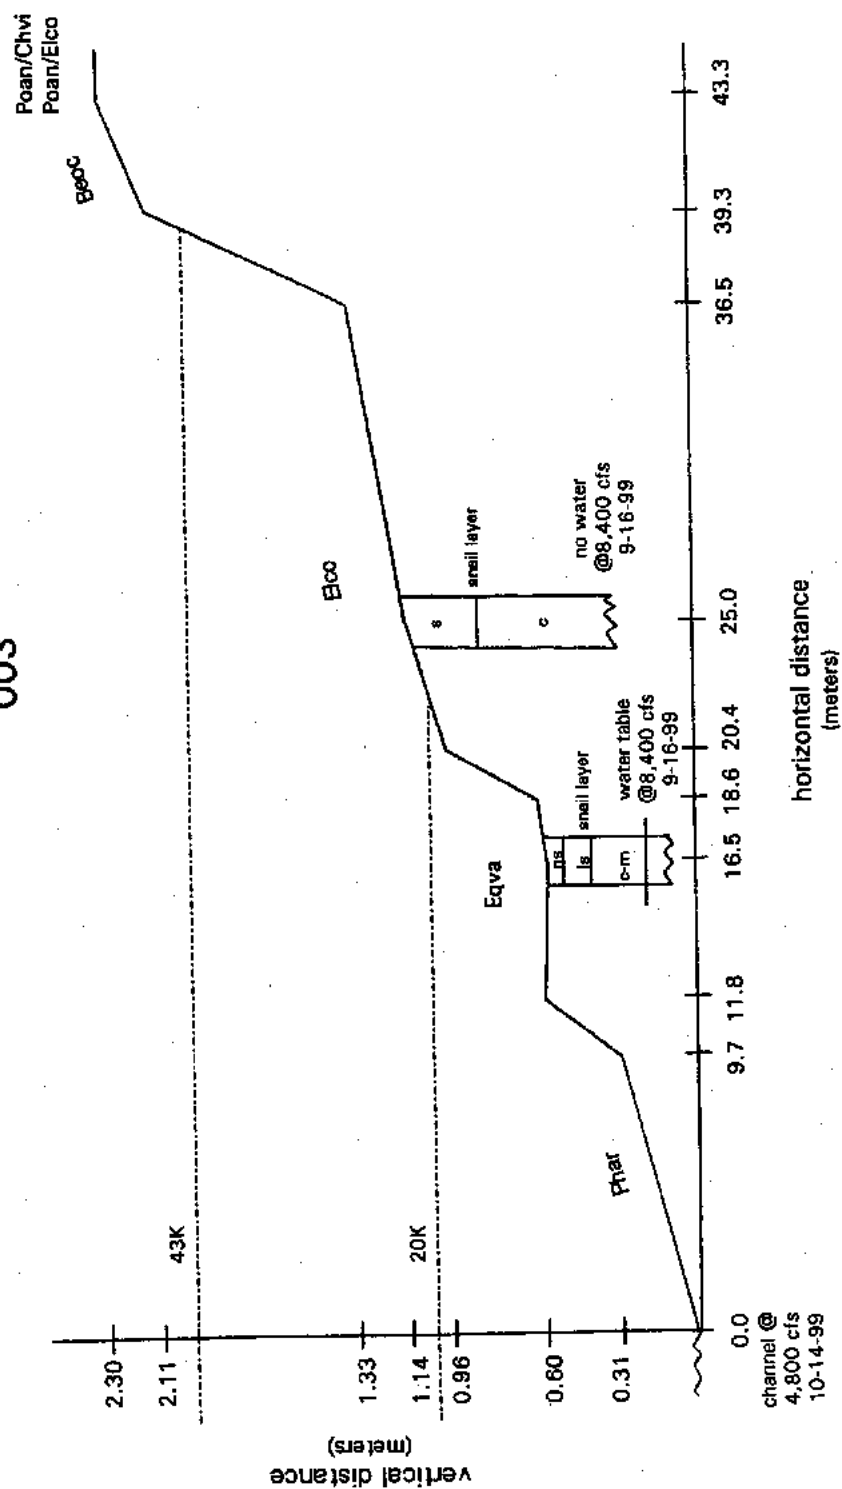 003
Poan/Chvi
Poan/Elco
Beoc
Elco
Eqva
Phar
43K
20K
2.30
2.11
1.33
1.14
0.96
0.60
0.31
vertical distance
(meters)
s
snail layer
c
no water
@8,400 cfs
9-16-99
ns
ls
snail layer
c-m
water table
@8,400 cfs
9-16-99
0.0
9.7
11.8
16.5
18.6
20.4
25.0
36.5
39.3
43.3
channel @
4,800 cfs
10-14-99
horizontal distance
(meters)